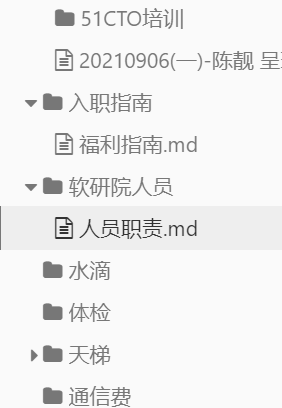 51CTO培训
20210906(一)-陈靓 呈
入职指南
福利指南.md
软研院人员
人员职责.md
水滴
体检
天梯
通信费